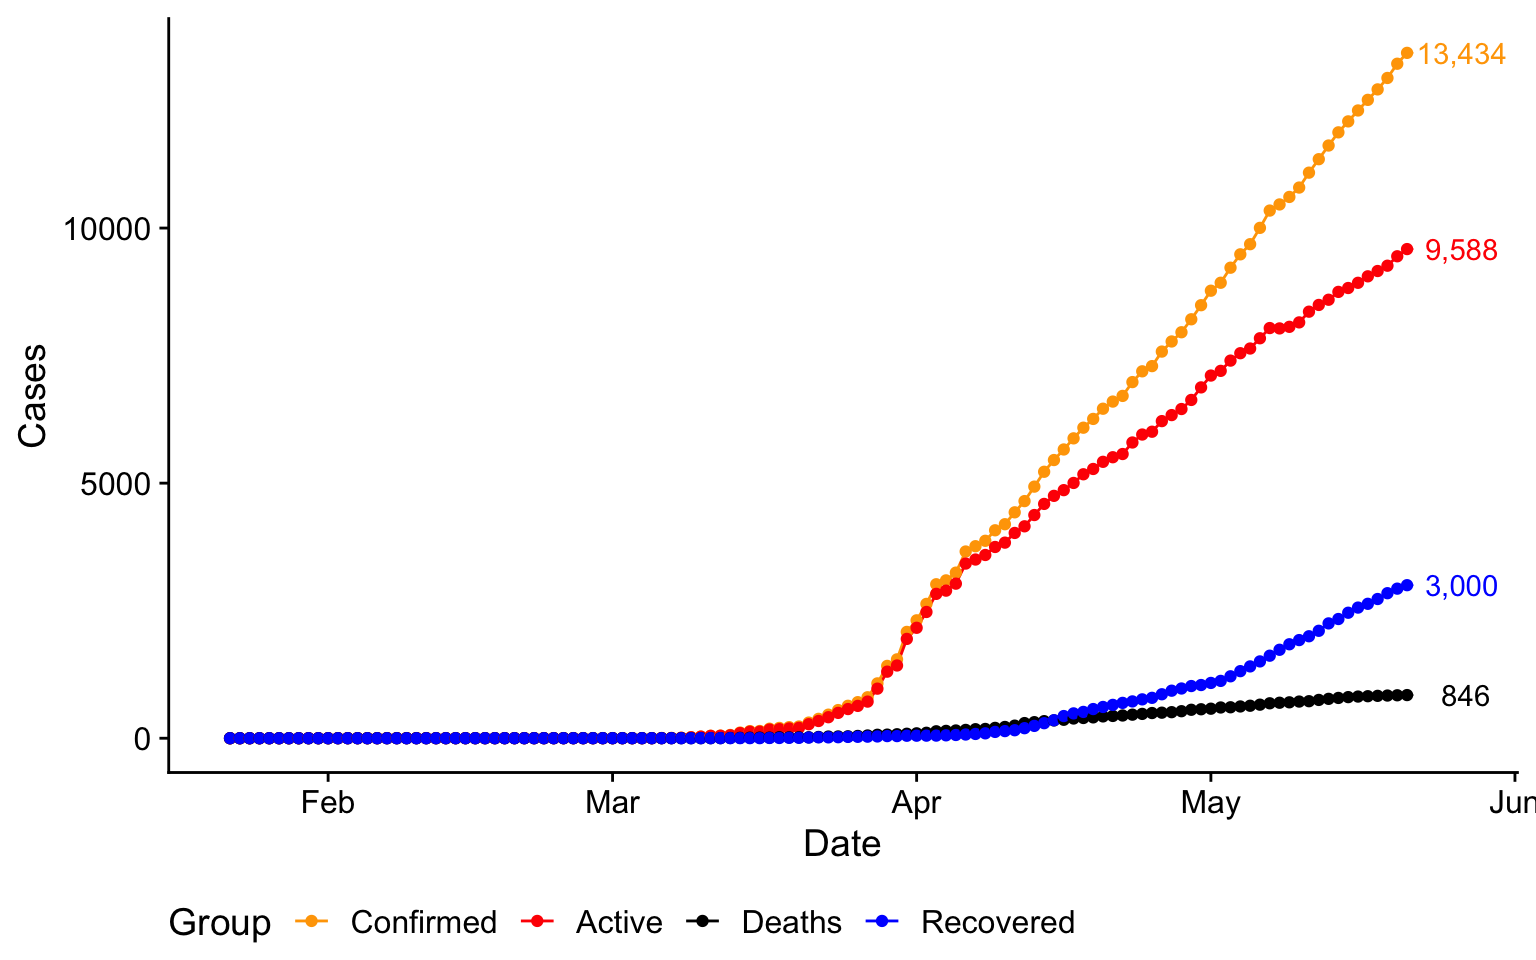 13,434
10000
9,588
Cases
5000
3,000
846
0
Feb Mar Apr May Jun
Date
Group Confirmed Active Deaths Recovered